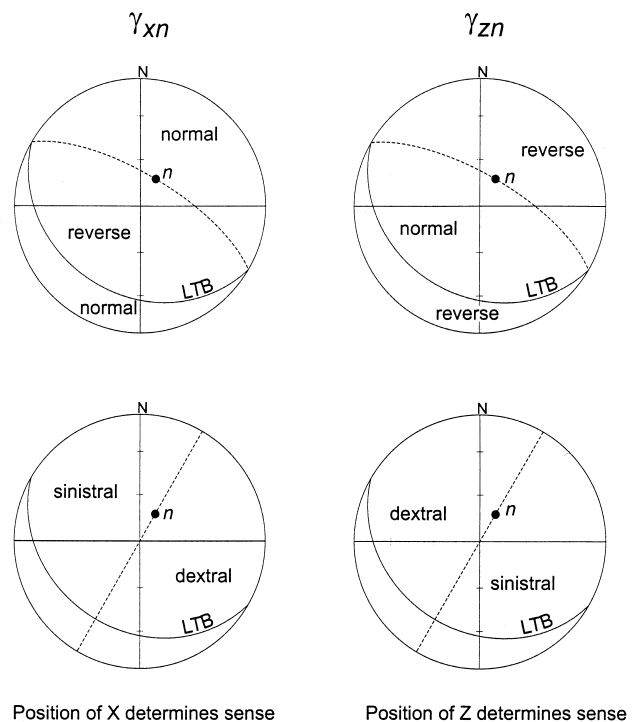 γxn
γzn
N
normal
n
reverse
LTB
normal
N
reverse
n
normal
LTB
reverse
N
sinistral
n
dextral
LTB
N
dextral
n
sinistral
LTB
Position of X determines sense
Position of Z determines sense